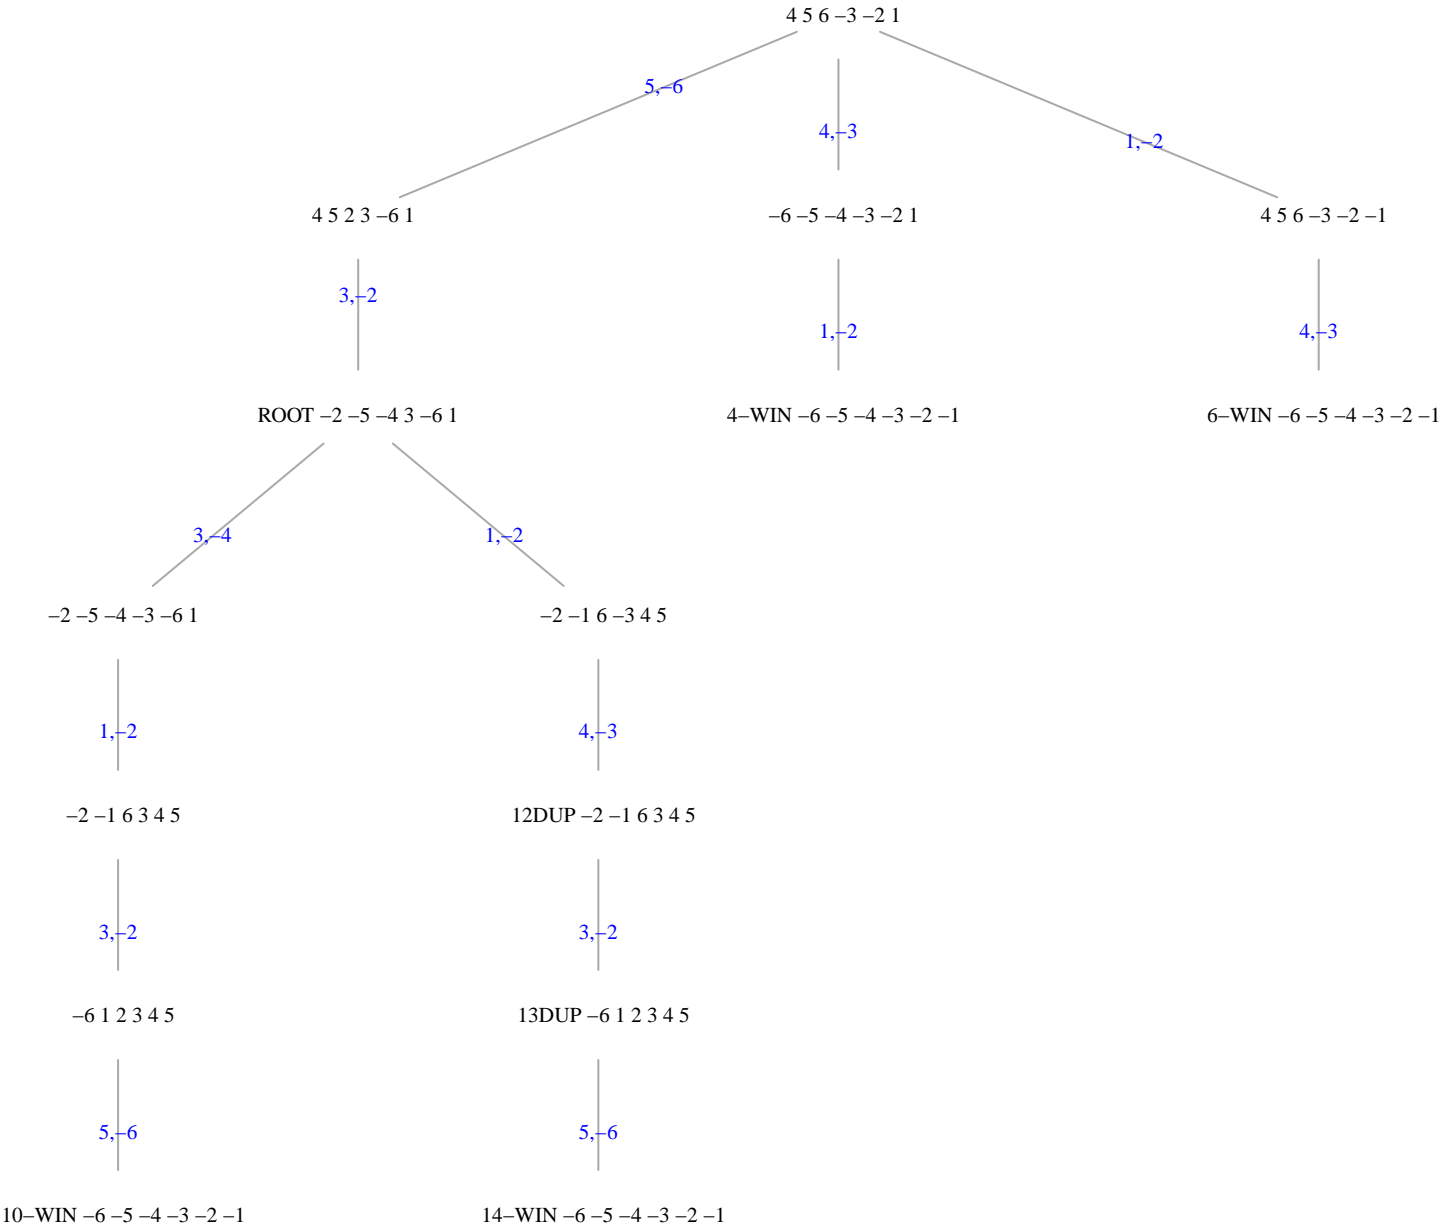 4 5 6 −3 −2 1
5,−6
4,−3
1,−2
4 5 2 3 −6 1
−6 −5 −4 −3 −2 1
4 5 6 −3 −2 −1
3,−2
1,−2
4,−3
ROOT −2 −5 −4 3 −6 1
4−WIN −6 −5 −4 −3 −2 −1
6−WIN −6 −5 −4 −3 −2 −1
3,−4
1,−2
−2 −5 −4 −3 −6 1
−2 −1 6 −3 4 5
1,−2
4,−3
−2 −1 6 3 4 5
12DUP −2 −1 6 3 4 5
3,−2
3,−2
−6 1 2 3 4 5
13DUP −6 1 2 3 4 5
5,−6
5,−6
10−WIN −6 −5 −4 −3 −2 −1
14−WIN −6 −5 −4 −3 −2 −1